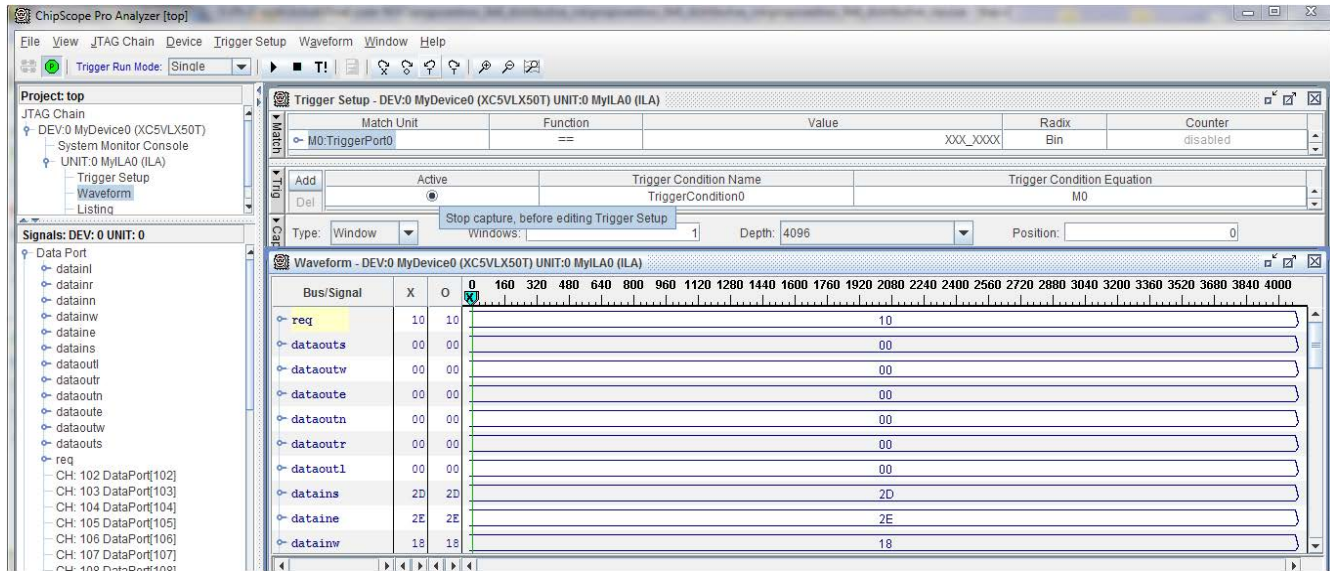 ChipScope Pro Analyzer [top]
File View JTAG Chain Device Trigger Setup Waveform Window Help
Trigger Run Mode: Single T!
Project: top
JTAG Chain
DEV:0 MyDevice0 (XC5VLX50T)
System Monitor Console
UNIT:0 MyILA0 (ILA)
Trigger Setup
Waveform
Listing
Signals: DEV: 0 UNIT: 0
Data Port
datainl
datainr
datainn
datainw
dataine
datains
dataoutl
dataoutr
dataoutn
dataoute
dataoutw
dataouts
req
CH: 102 DataPort[102]
CH: 103 DataPort[103]
CH: 104 DataPort[104]
CH: 105 DataPort[105]
CH: 106 DataPort[106]
CH: 107 DataPort[107]
CH: 108 DataPort[108]
Trigger Setup - DEV:0 MyDevice0 (XC5VLX50T) UNIT:0 MyILA0 (ILA)
Match
Match Unit Function Value Radix Counter
M0:TriggerPort0 == XXX_XXXX Bin disabled
Trig
Add Active Trigger Condition Name Trigger Condition Equation
Del TriggerCondition0 M0
Stop capture, before editing Trigger Setup
Cap
Type: Window Windows: 1 Depth: 4096 Position: 0
Waveform - DEV:0 MyDevice0 (XC5VLX50T) UNIT:0 MyILA0 (ILA)
Bus/Signal X O 0 160 320 480 640 800 960 1120 1280 1440 1600 1760 1920 2080 2240 2400 2560 2720 2880 3040 3200 3360 3520 3680 3840 4000
X
req 10 10 10
dataouts 00 00 00
dataoutw 00 00 00
dataoute 00 00 00
dataoutn 00 00 00
dataoutr 00 00 00
dataoutl 00 00 00
datains 2D 2D 2D
dataine 2E 2E 2E
datainw 18 18 18